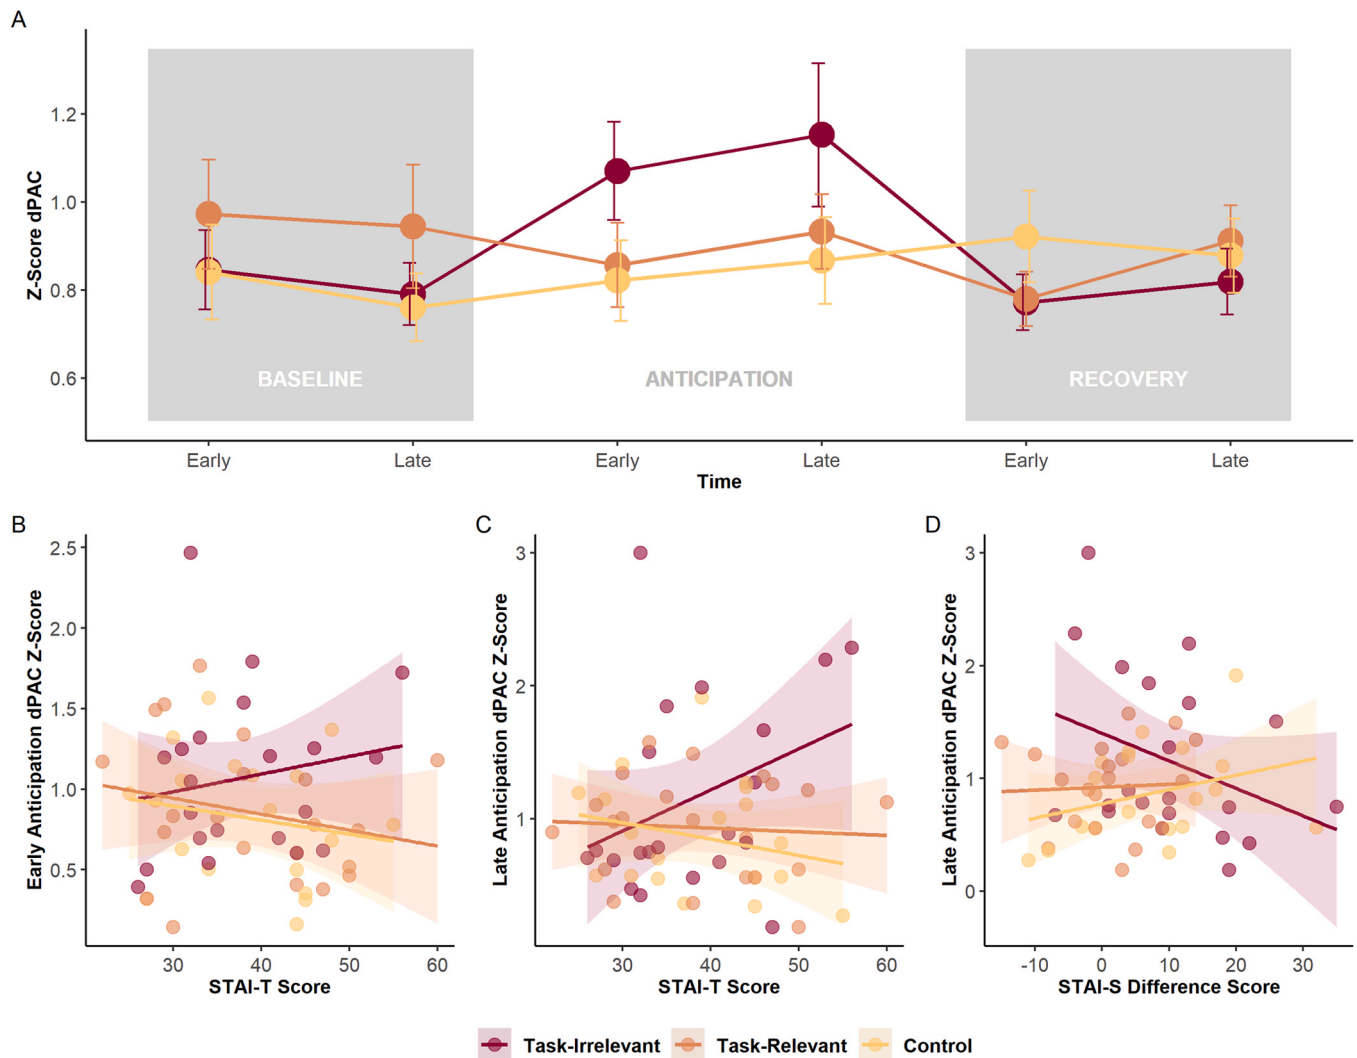 A
Z-Score dPAC
1.2
1.0
0.8
0.6
BASELINE
ANTICIPATION
RECOVERY
Early
Late
Early
Late
Early
Late
Time
B
Early Anticipation dPAC Z-Score
2.5
2.0
1.5
1.0
0.5
30
40
50
60
STAI-T Score
C
Late Anticipation dPAC Z-Score
3
2
1
30
40
50
60
STAI-T Score
D
Late Anticipation dPAC Z-Score
3
2
1
0
-10
0
10
20
30
STAI-S Difference Score
Task-Irrelevant
Task-Relevant
Control